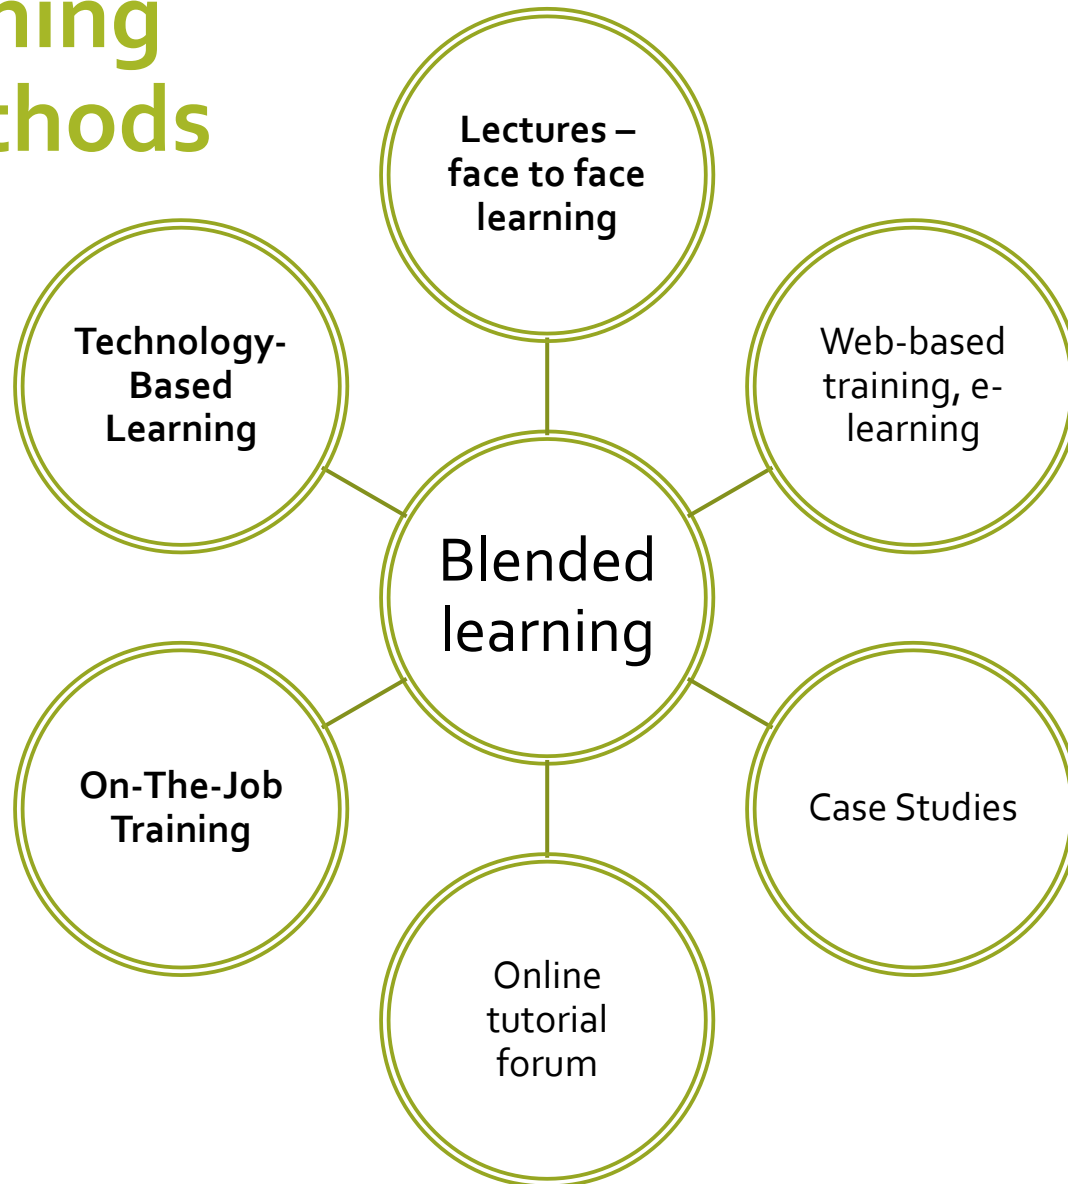 ning
thods
Lectures –
face to face
learning
Technology-
Based
Learning
Web-based
training, e-
learning
Blended
learning
On-The-Job
Training
Case Studies
Online
tutorial
forum